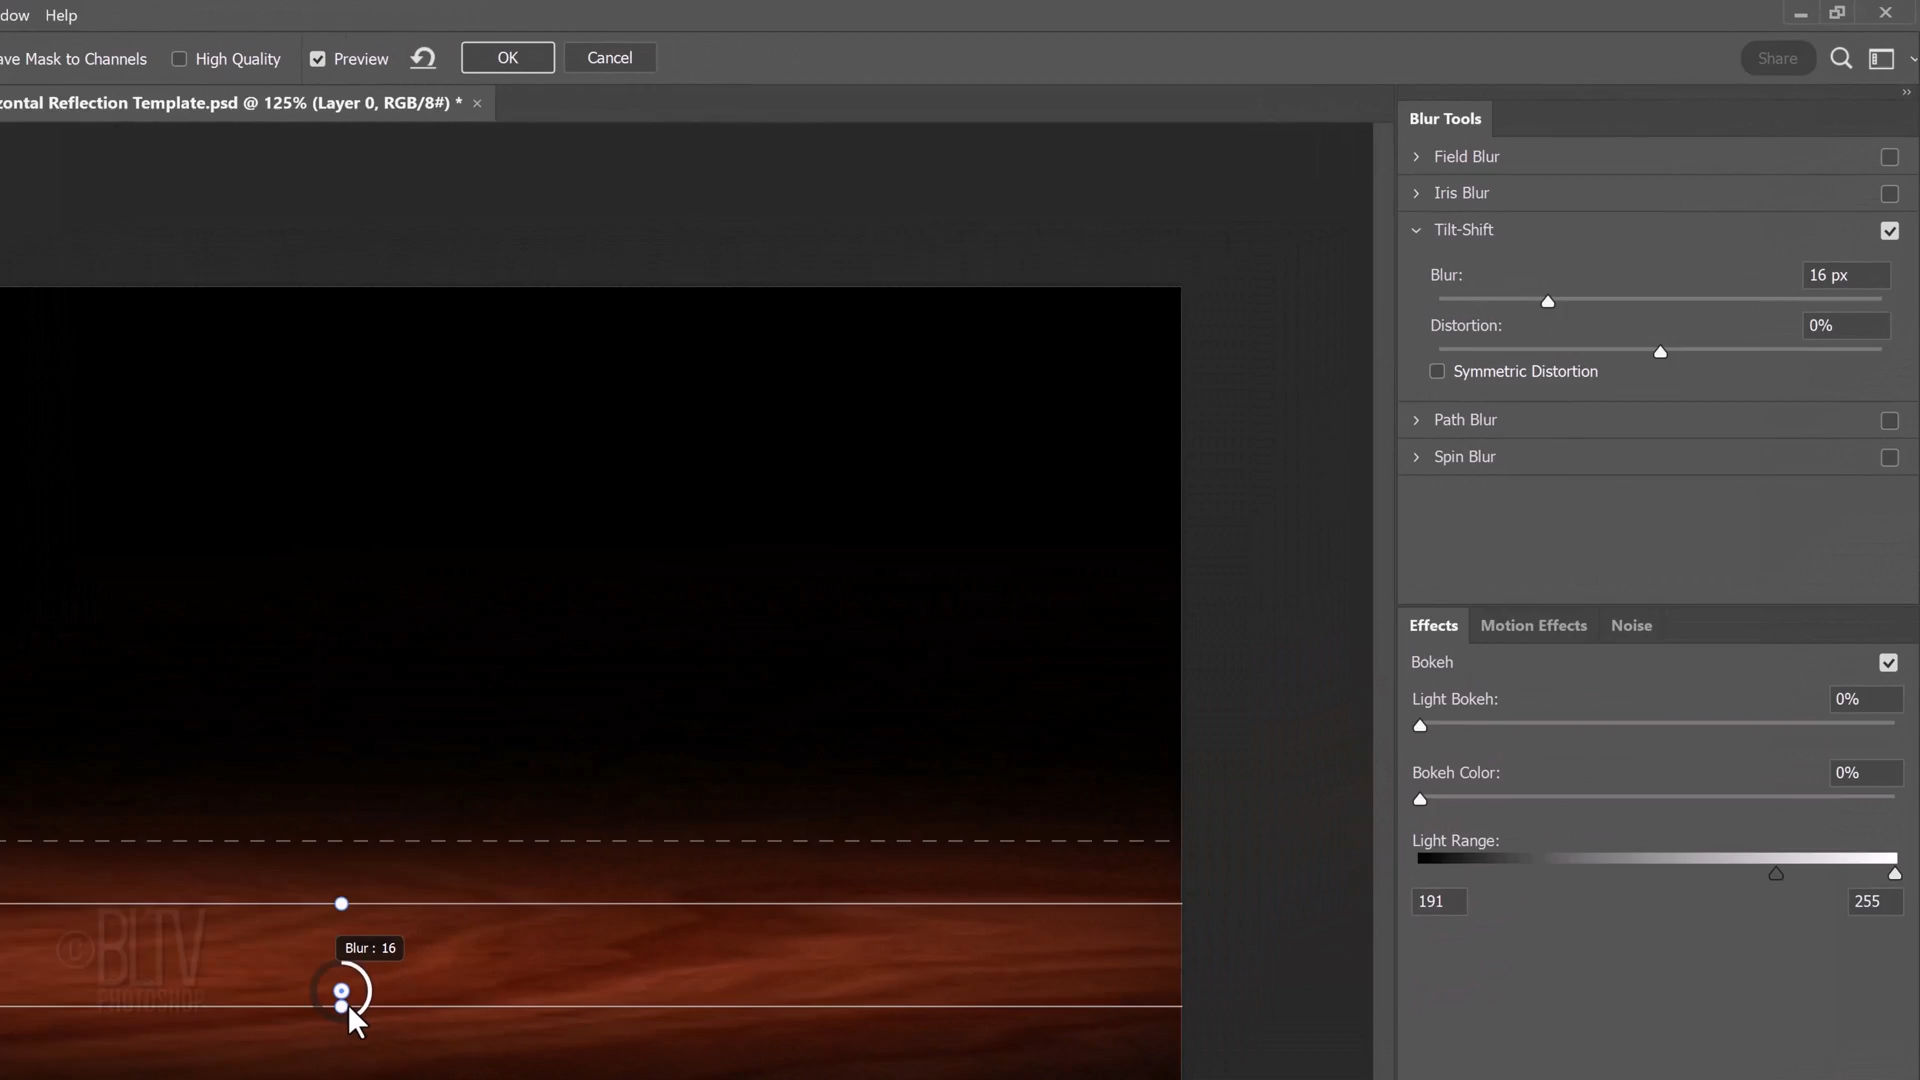 dow Help
ave Mask to Channels High Quality Preview OK Cancel Share
zontal Reflection Template.psd @ 125% (Layer 0, RGB/8#) * ×
Blur Tools
Field Blur
Iris Blur
Tilt-Shift
Blur: 16 px
Distortion: 0%
Symmetric Distortion
Path Blur
Spin Blur
Effects Motion Effects Noise
Bokeh
Light Bokeh: 0%
Bokeh Color: 0%
Light Range:
191 255
Blur : 16
© BLTV
PHOTOSHOP